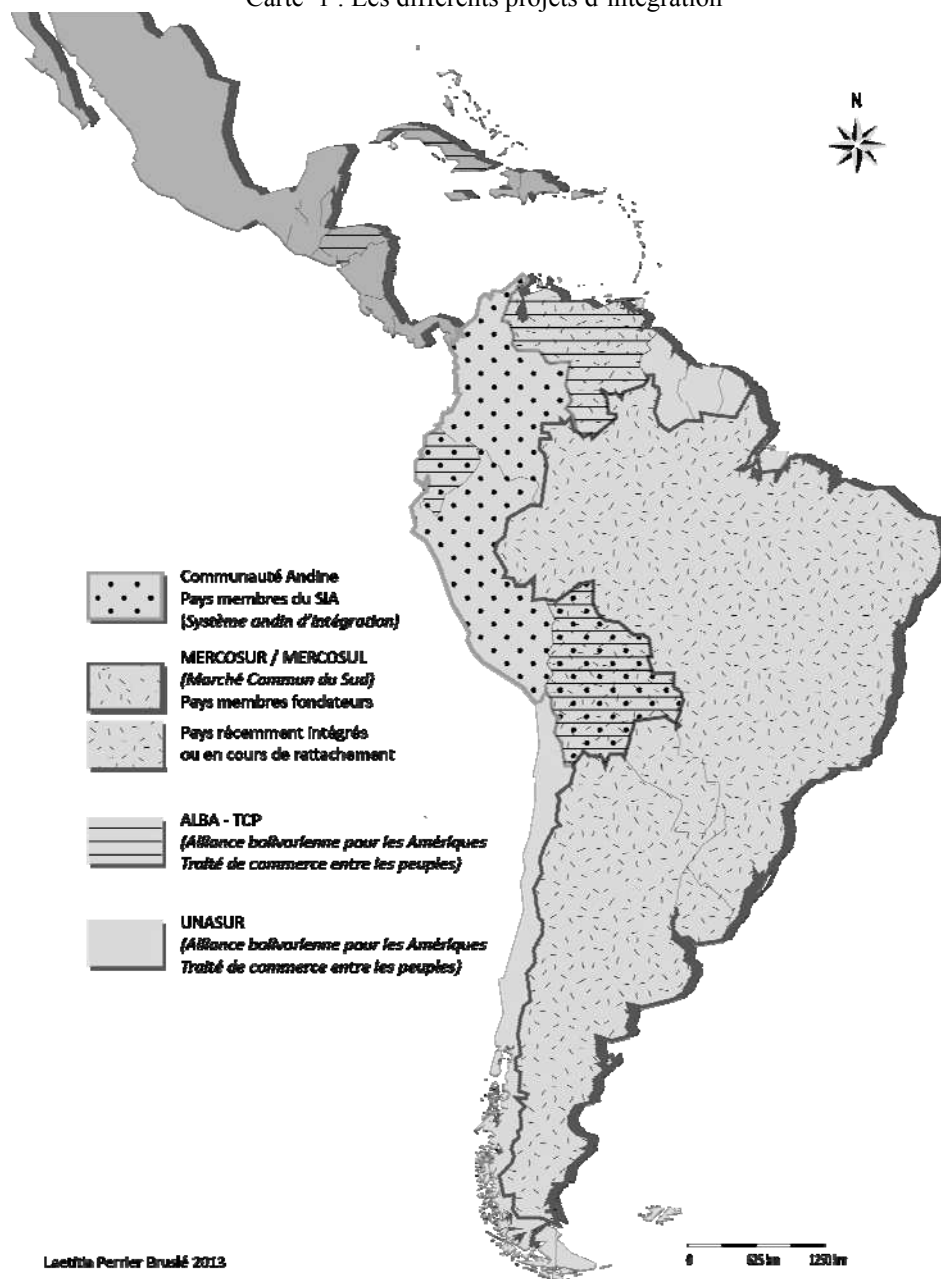 Carte 1 : Les différents projets d'intégration
N
Communauté Andine
Pays membres du SIA
(Système andin d'intégration)
MERCOSUR / MERCOSUL
(Marché Commun du Sud)
Pays membres fondateurs
Pays récemment intégrés
ou en cours de rattachement
ALBA - TCP
(Alliance bolivarienne pour les Amériques
Traité de commerce entre les peuples)
UNASUR
(Alliance bolivarienne pour les Amériques
Traité de commerce entre les peuples)
Laetitia Perrier Bruslé 2013
0 625 km 1250 km